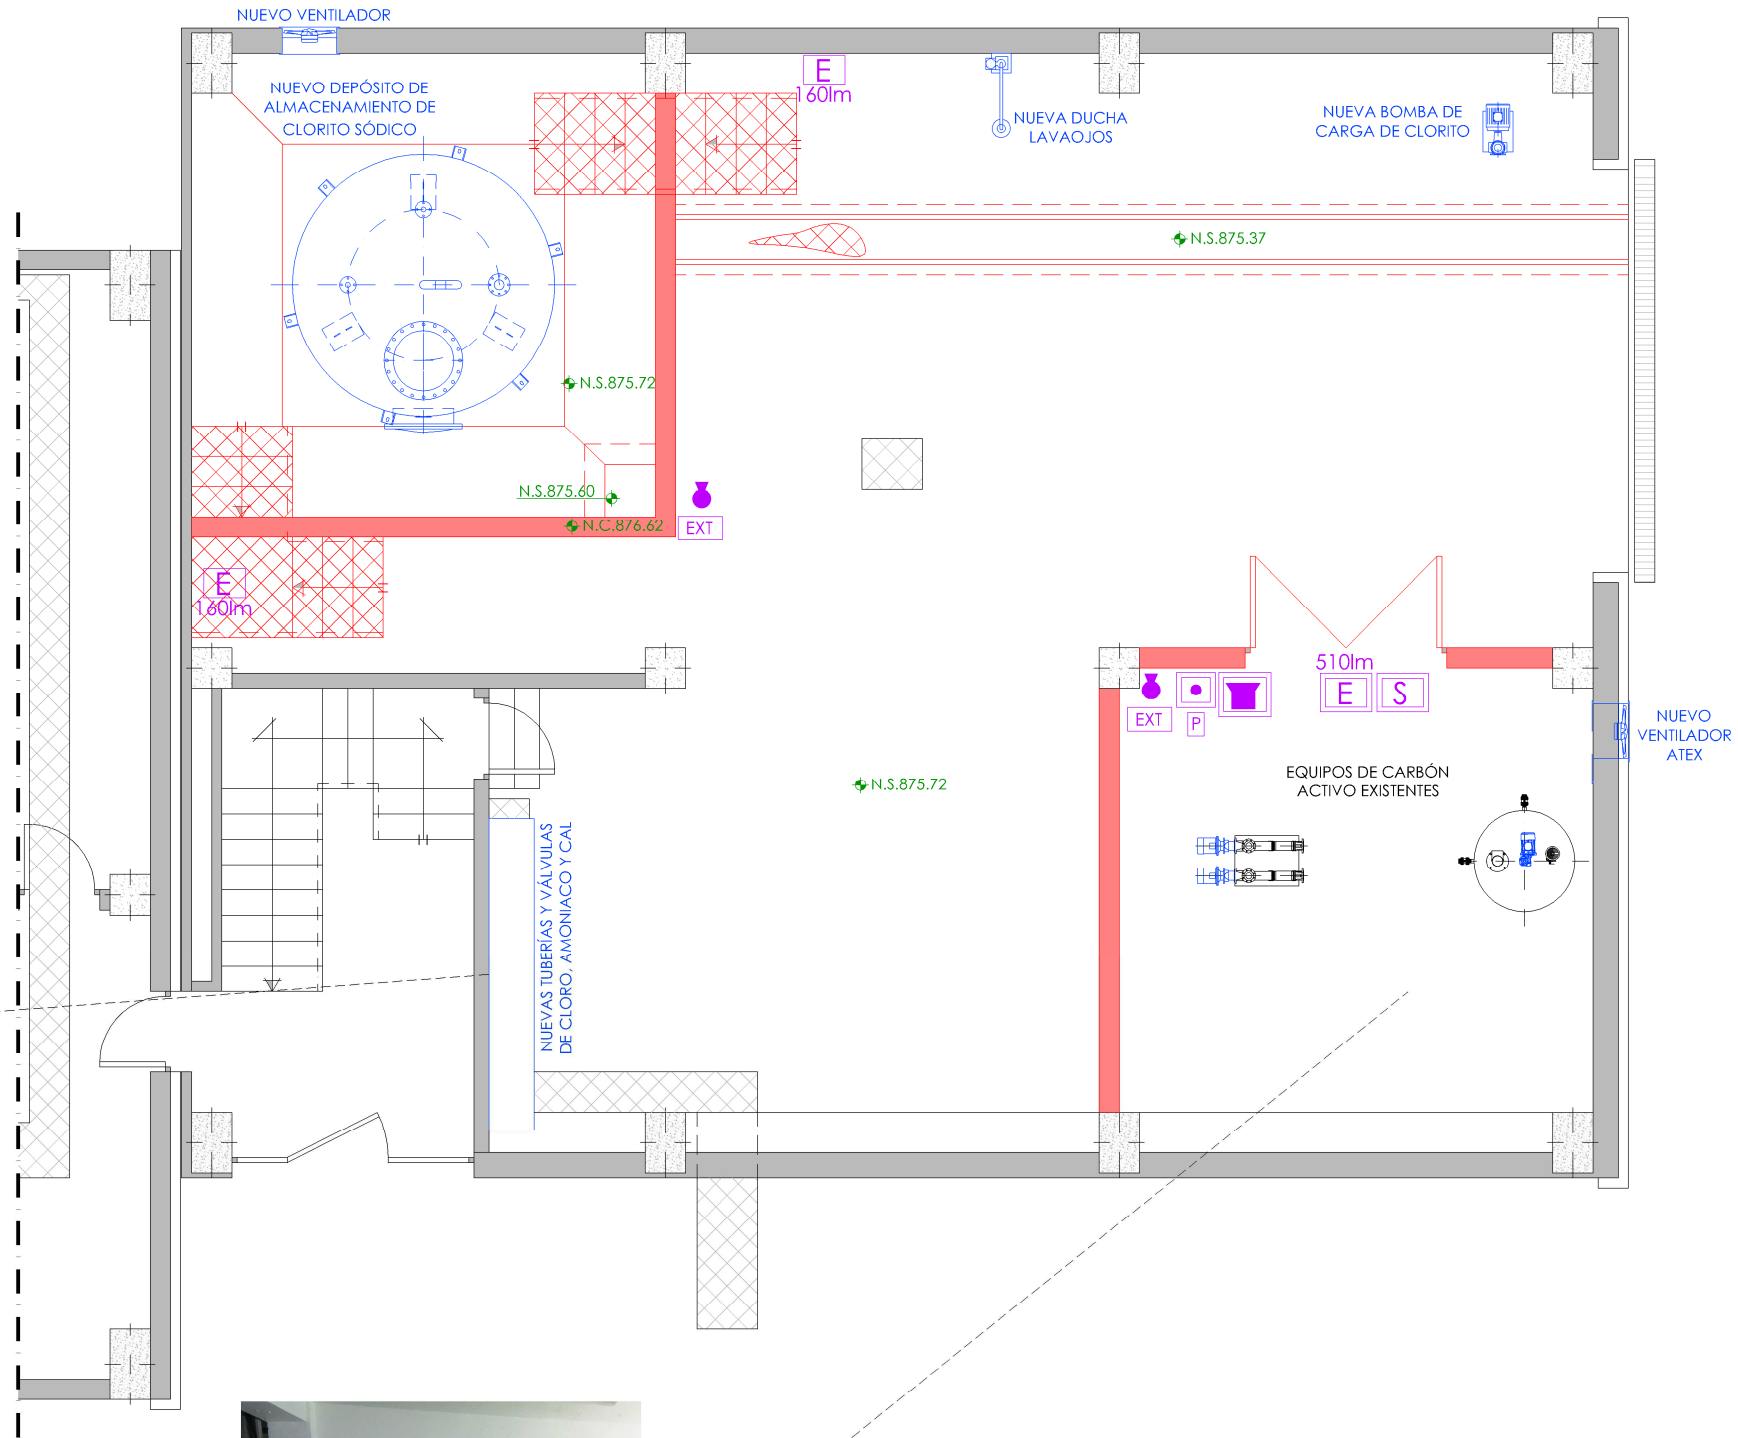 NUEVO VENTILADOR
NUEVO DEPÓSITO DE
ALMACENAMIENTO DE
CLORITO SÓDICO
E
160lm
NUEVA DUCHA
LAVAOJOS
NUEVA BOMBA DE
CARGA DE CLORITO
N.S.875.37
N.S.875.72
N.S.875.60
N.C.876.62
EXT
E
160lm
510lm
E
S
EXT
P
NUEVO
VENTILADOR
ATEX
EQUIPOS DE CARBÓN
ACTIVO EXISTENTES
N.S.875.72
NUEVAS TUBERÍAS Y VÁLVULAS
DE CLORO, AMONIACO Y CAL